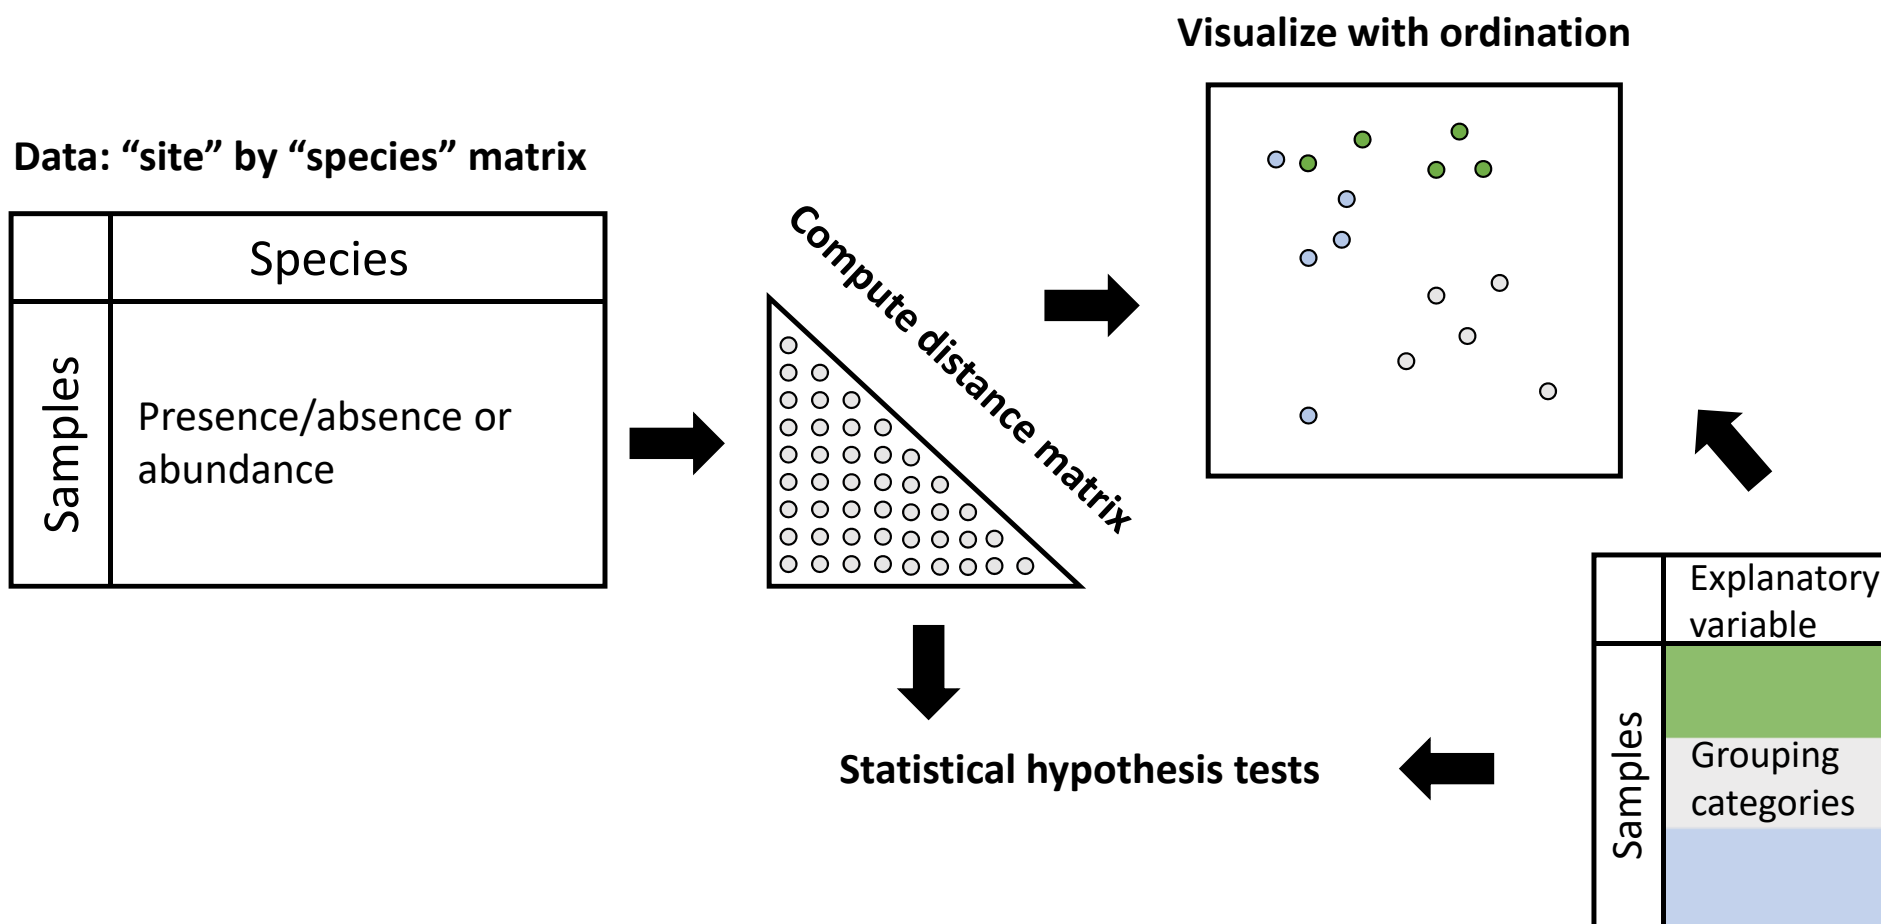 Visualize with ordination
Data: “site” by “species” matrix
Species
Samples
Presence/absence or
abundance
Compute distance matrix
Explanatory
variable
Samples
Grouping
categories
Statistical hypothesis tests